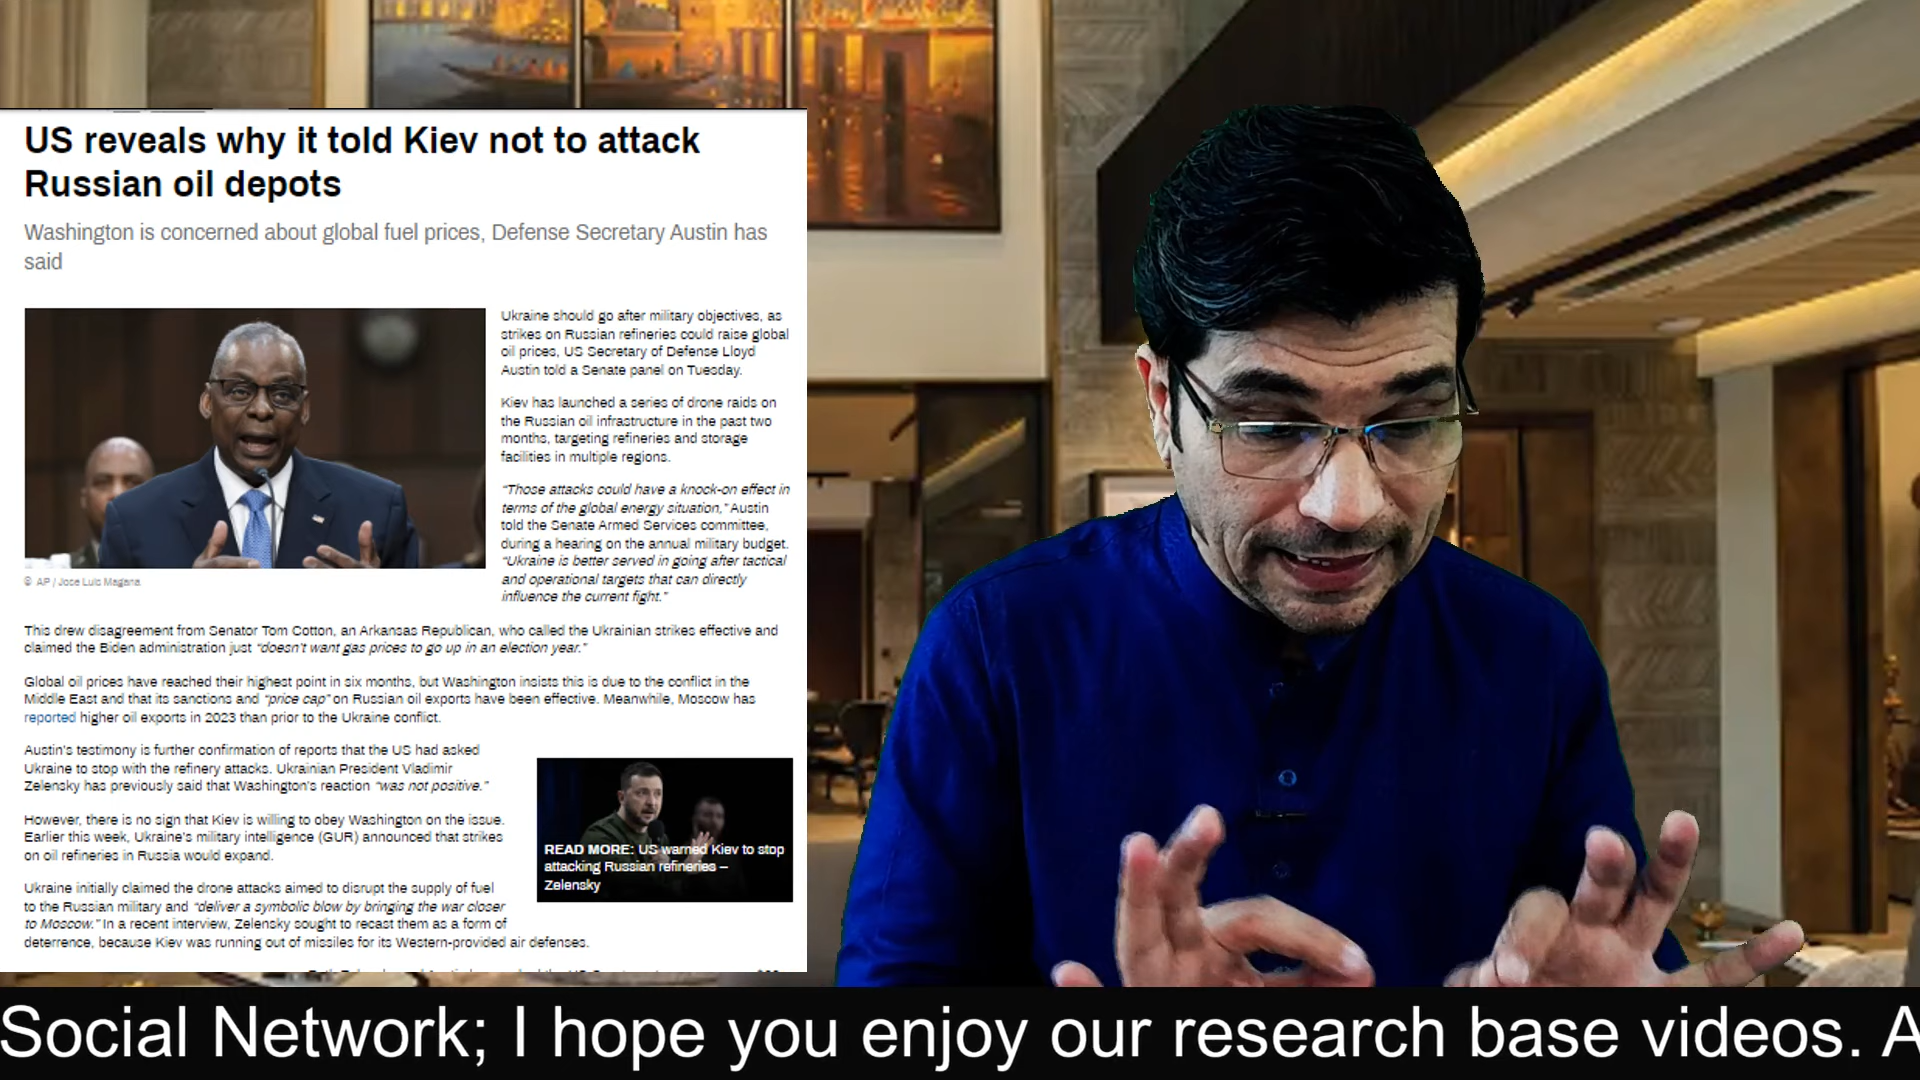 US reveals why it told Kiev not to attack
Russian oil depots
Washington is concerned about global fuel prices, Defense Secretary Austin has
said
Ukraine should go after military objectives, as
strikes on Russian refineries could raise global
oil prices, US Secretary of Defense Lloyd
Austin told a Senate panel on Tuesday.
Kiev has launched a series of drone raids on
the Russian oil infrastructure in the past two
months, targeting refineries and storage
facilities in multiple regions.
"Those attacks could have a knock-on effect in
terms of the global energy situation," Austin
told the Senate Armed Services committee,
during a hearing on the annual military budget.
"Ukraine is better served in going after tactical
and operational targets that can directly
influence the current fight."
© AP / Jose Luis Magana
This drew disagreement from Senator Tom Cotton, an Arkansas Republican, who called the Ukrainian strikes effective and
claimed the Biden administration just "doesn't want gas prices to go up in an election year."
Global oil prices have reached their highest point in six months, but Washington insists this is due to the conflict in the
Middle East and that its sanctions and "price cap" on Russian oil exports have been effective. Meanwhile, Moscow has
reported higher oil exports in 2023 than prior to the Ukraine conflict.
Austin's testimony is further confirmation of reports that the US had asked
Ukraine to stop with the refinery attacks. Ukrainian President Vladimir
Zelensky has previously said that Washington's reaction "was not positive."
However, there is no sign that Kiev is willing to obey Washington on the issue.
Earlier this week, Ukraine's military intelligence (GUR) announced that strikes
on oil refineries in Russia would expand.
READ MORE: US warned Kiev to stop
attacking Russian refineries –
Zelensky
Ukraine initially claimed the drone attacks aimed to disrupt the supply of fuel
to the Russian military and "deliver a symbolic blow by bringing the war closer
to Moscow." In a recent interview, Zelensky sought to recast them as a form of
deterrence, because Kiev was running out of missiles for its Western-provided air defenses.
Social Network; I hope you enjoy our research base videos. A